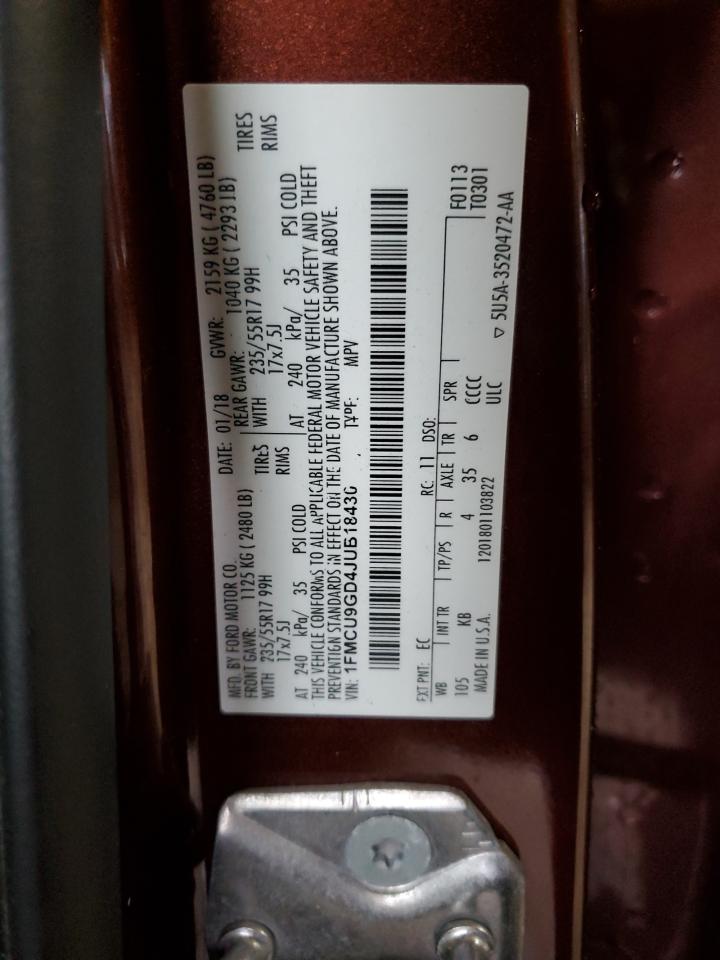 MFD. BY FORD MOTOR CO.
DATE: 01/18 GVWR: 2159 KG ( 4760 LB)
FRONT GAWR: 1125 KG ( 2480 LB) REAR GAWR: 1040 KG ( 2293 LB)
WITH 235/55R17 99H TIRES WITH 235/55R17 99H TIRES
17x7.5J RIMS 17x7.5J RIMS
AT 240 kPa/ 35 PSI COLD AT 240 kPa/ 35 PSI COLD
THIS VEHICLE CONFORMS TO ALL APPLICABLE FEDERAL MOTOR VEHICLE SAFETY AND THEFT
PREVENTION STANDARDS IN EFFECT ON THE DATE OF MANUFACTURE SHOWN ABOVE.
VIN: 1FMCU9GD4JUB18430 TYPE: MPV
EXT PNT: EC RC: 11 DSO: F0113
WB INT TR TP/PS R AXLE TR SPR T0301
105 KB 4 35 6 CCCC
MADE IN U.S.A. 1201801103822 ULC ▽ 5U5A-3520472-AA